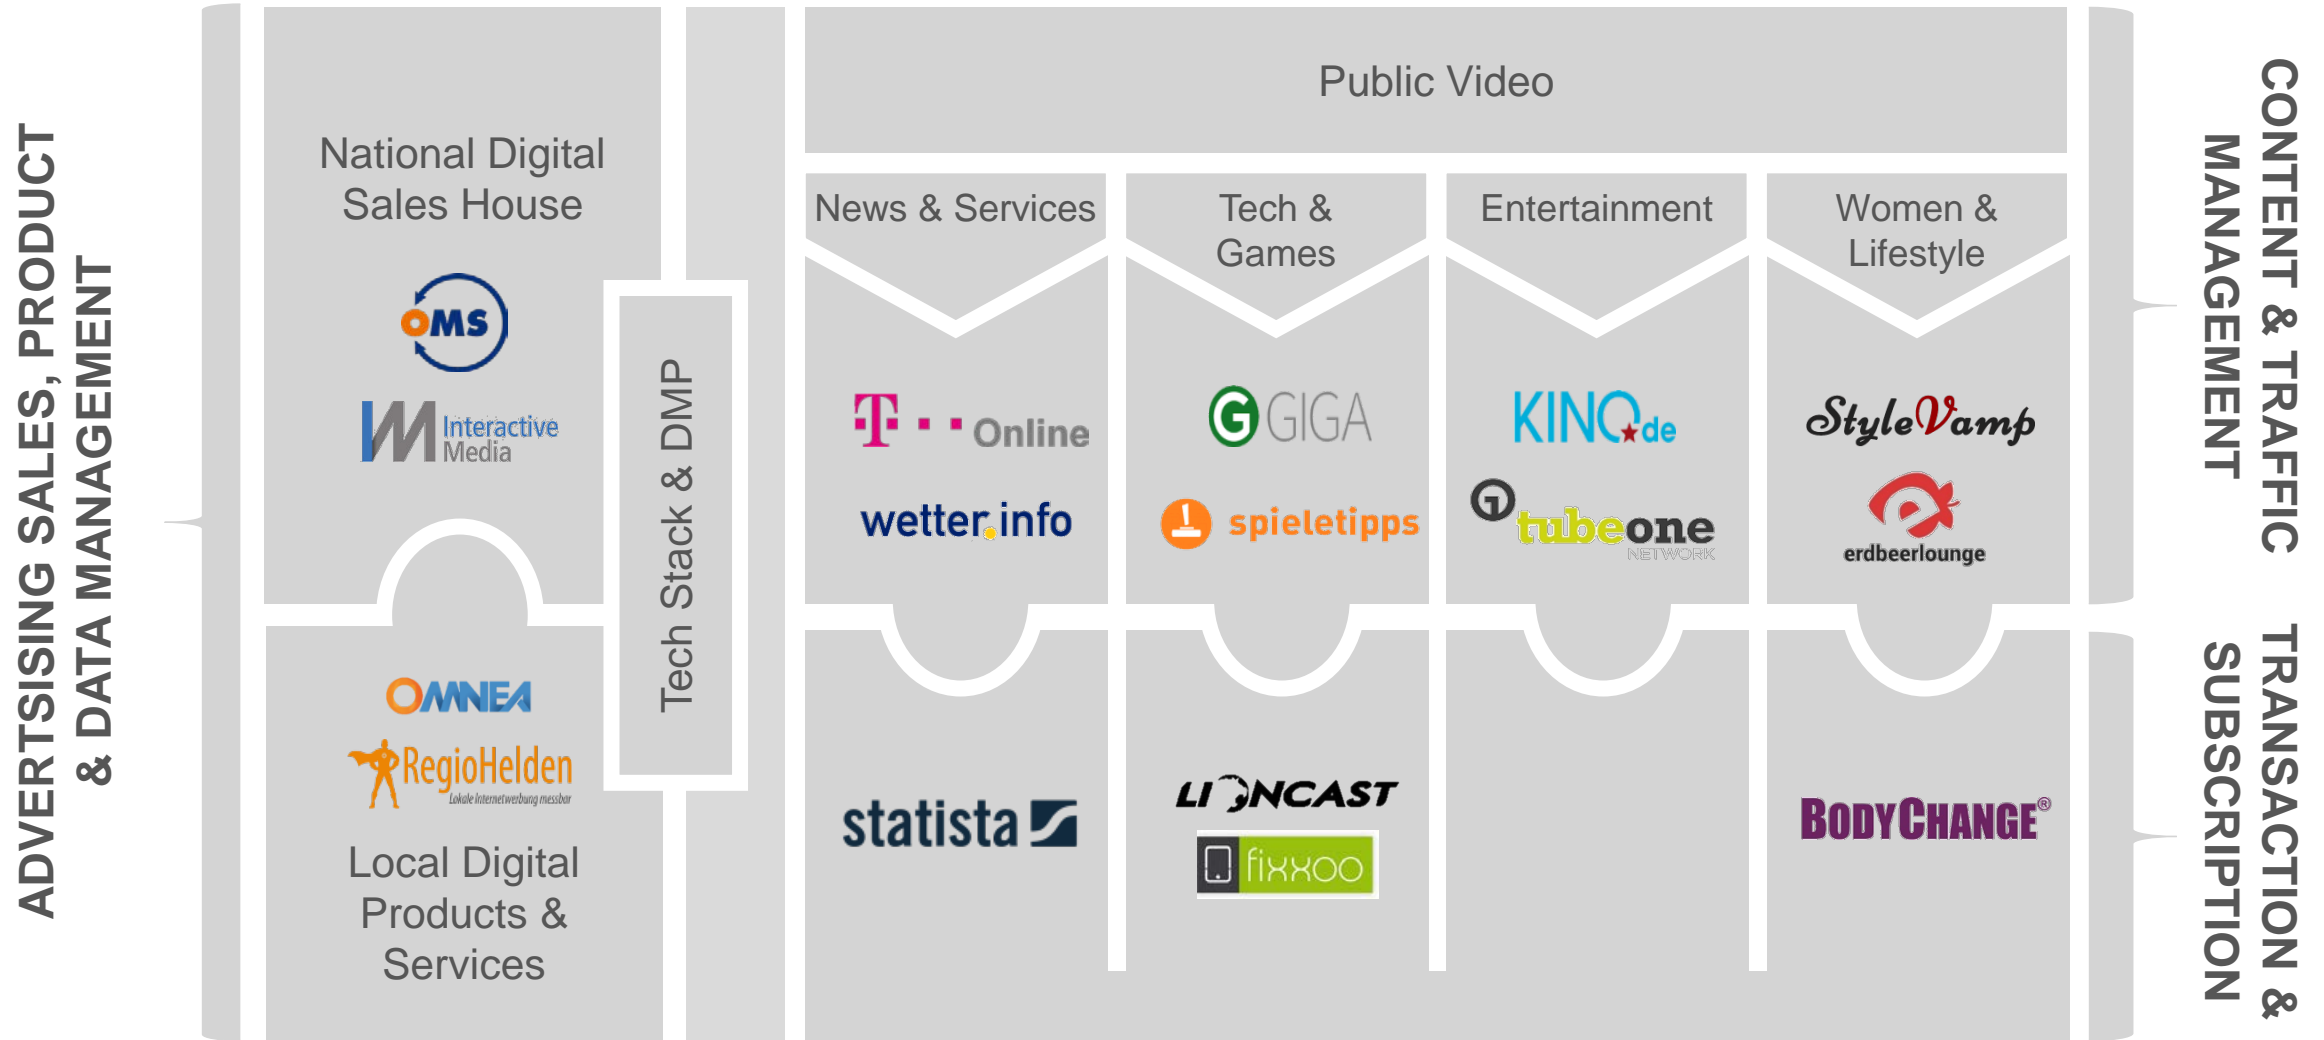 ADVERTSISING SALES, PRODUCT
& DATA MANAGEMENT
National Digital
Sales House
OMS
Interactive
Media
OMNEA
RegioHelden
Lokale Internetwerbung messbar
Local Digital
Products &
Services
Tech Stack & DMP
Public Video
News & Services
T Online
wetter.info
statista
Tech &
Games
G GIGA
spieletipps
LIONCAST
fixxoo
Entertainment
KINO.de
tubeone
NETWORK
Women &
Lifestyle
StyleVamp
erdbeerlounge
BODYCHANGE®
CONTENT & TRAFFIC
MANAGEMENT
TRANSACTION &
SUBSCRIPTION